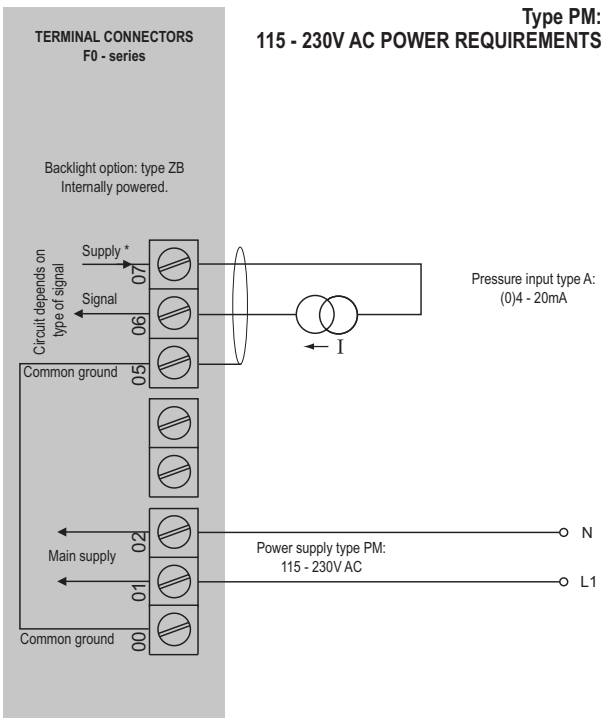 Type PM:
115 - 230V AC POWER REQUIREMENTS
TERMINAL CONNECTORS
F0 - series
Backlight option: type ZB
Internally powered.
Circuit depends on
type of signal
Supply *
07
Signal
06
Common ground
05
Pressure input type A:
(0)4 - 20mA
I
02
Main supply
01
Common ground
00
Power supply type PM:
115 - 230V AC
N
L1